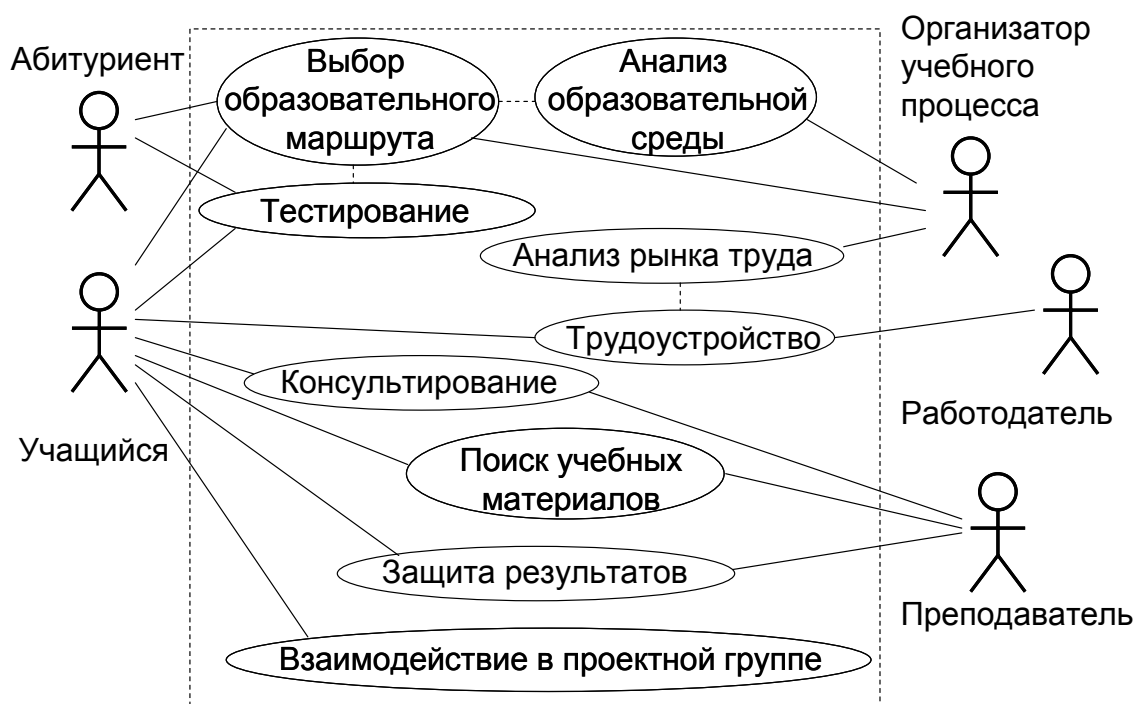 Абитуриент
Выбор
образовательного
маршрута
Анализ
образовательной
среды
Организатор
учебного
процесса
Тестирование
Анализ рынка труда
Трудоустройство
Консультирование
Работодатель
Учащийся
Поиск учебных
материалов
Защита результатов
Преподаватель
Взаимодействие в проектной группе